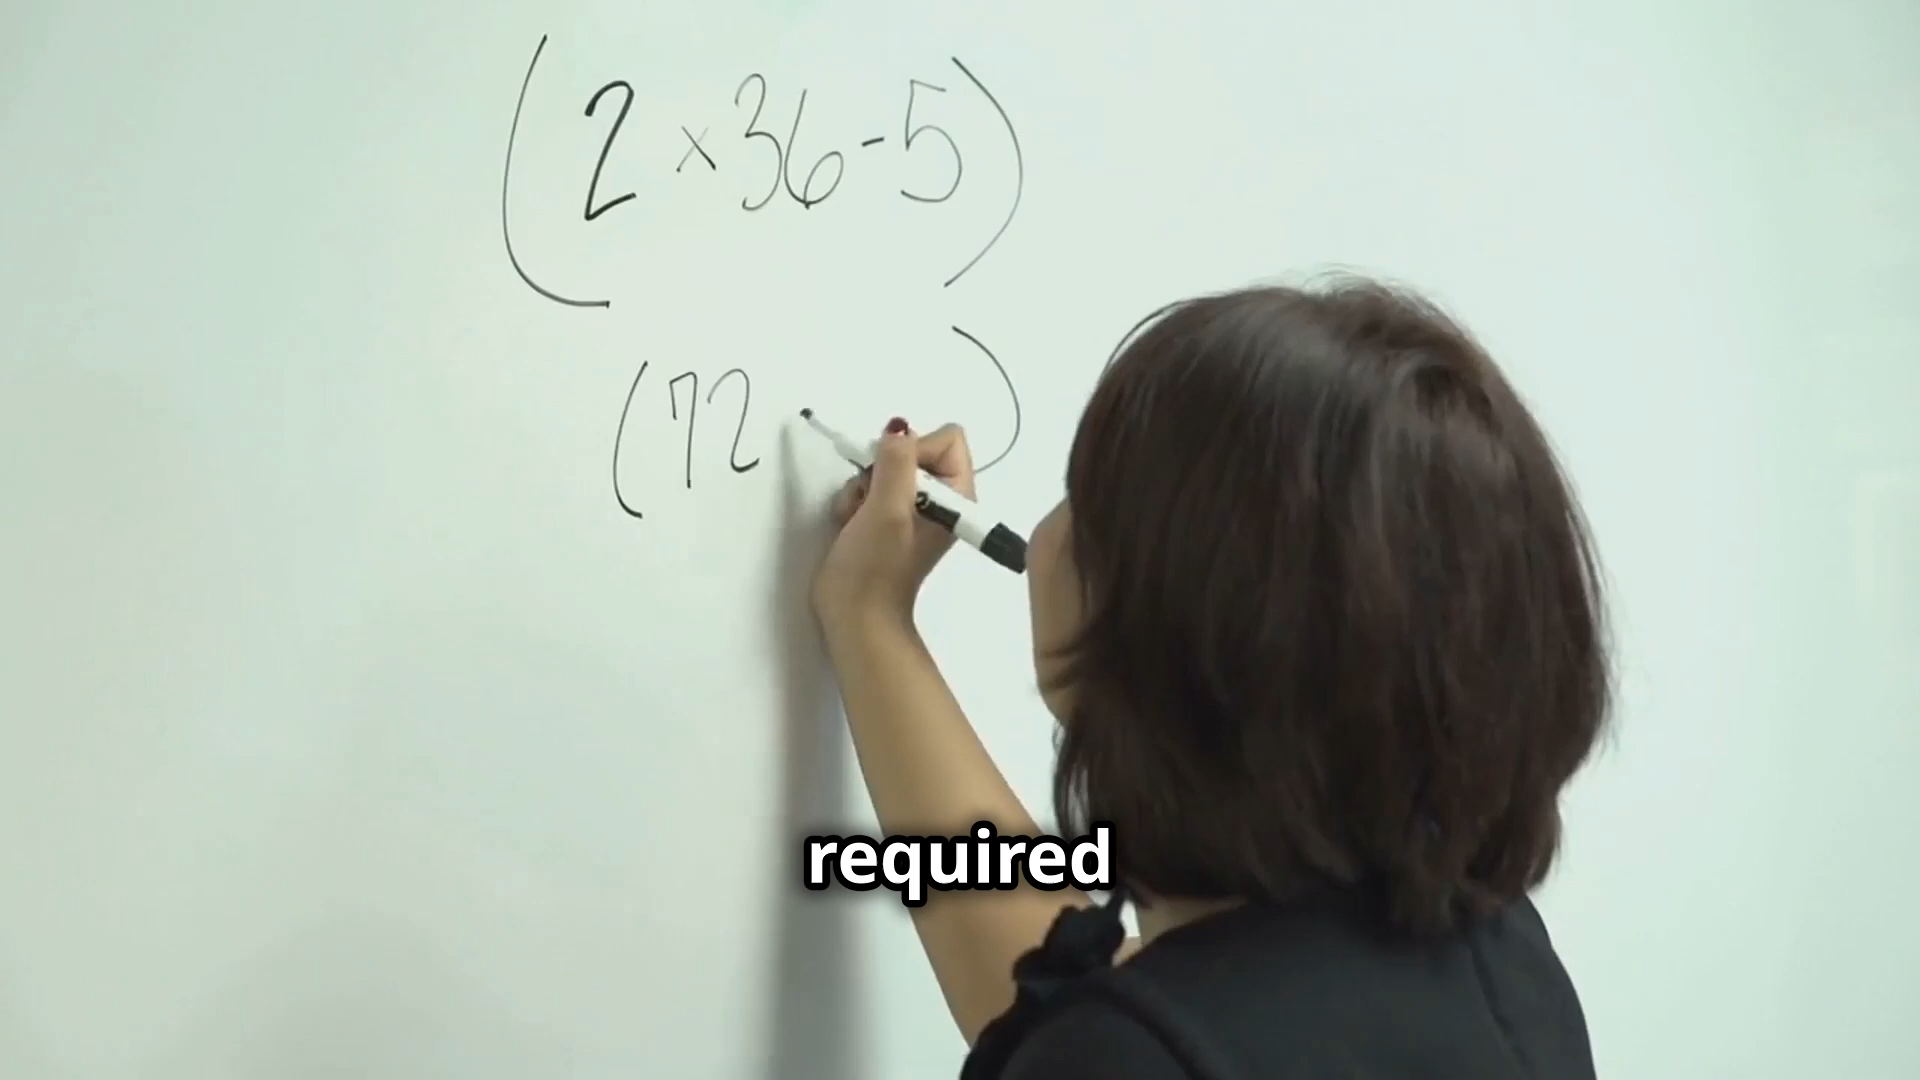 (2 × 36 - 5)
(72 )
required